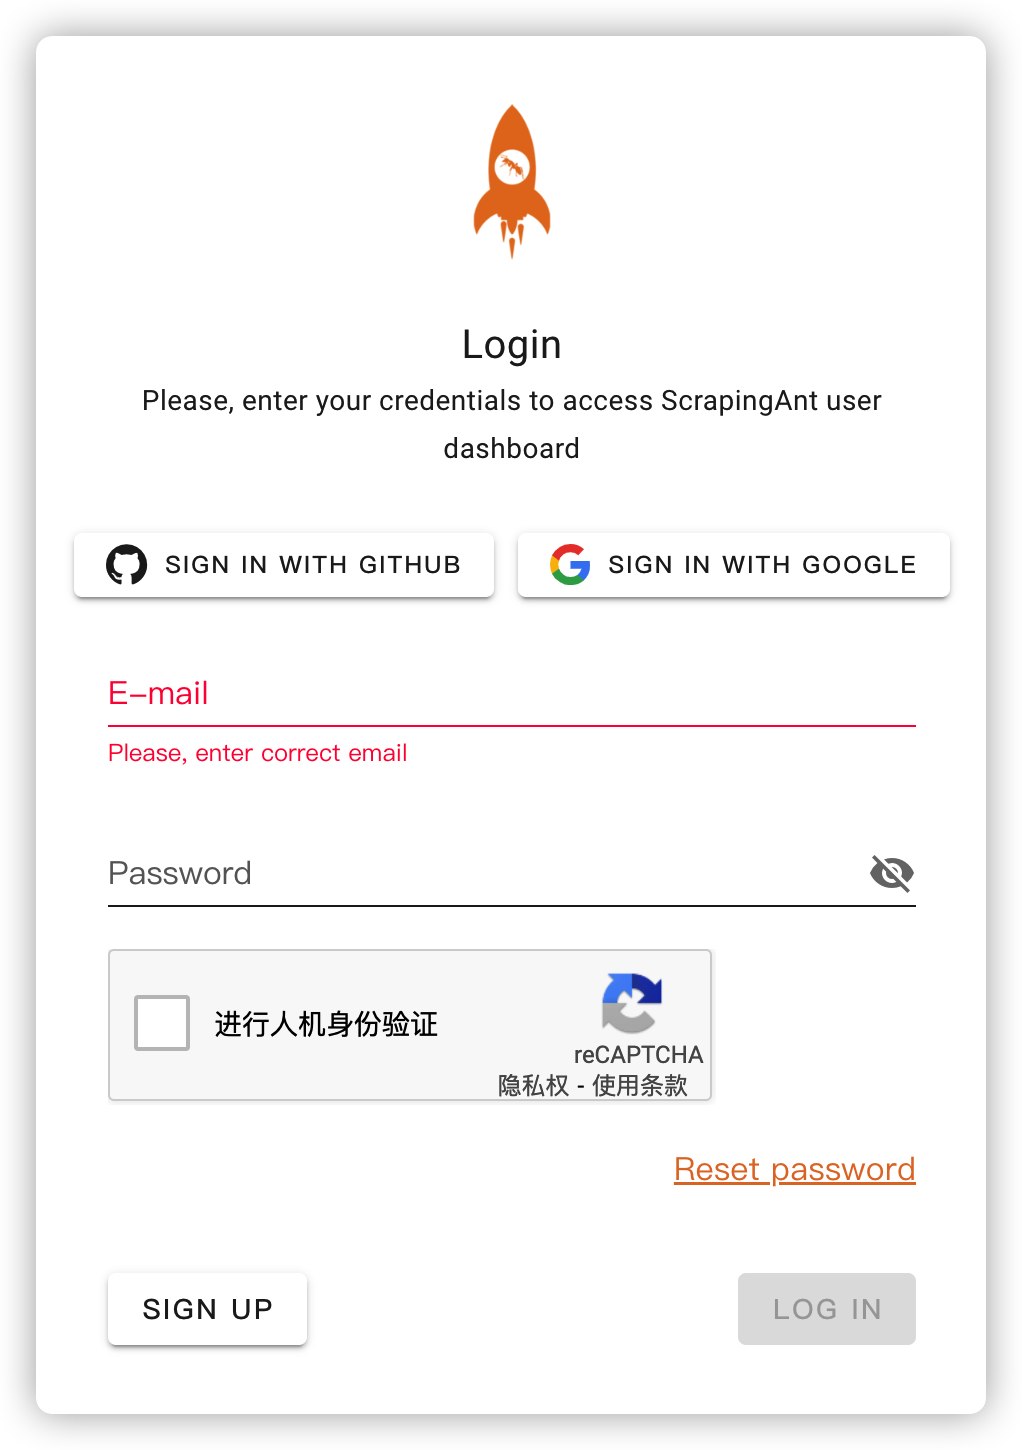 Login
Please, enter your credentials to access ScrapingAnt user
dashboard
SIGN IN WITH GITHUB
SIGN IN WITH GOOGLE
E-mail
Please, enter correct email
Password
进行人机身份验证
reCAPTCHA
隐私权 - 使用条款
Reset password
SIGN UP
LOG IN